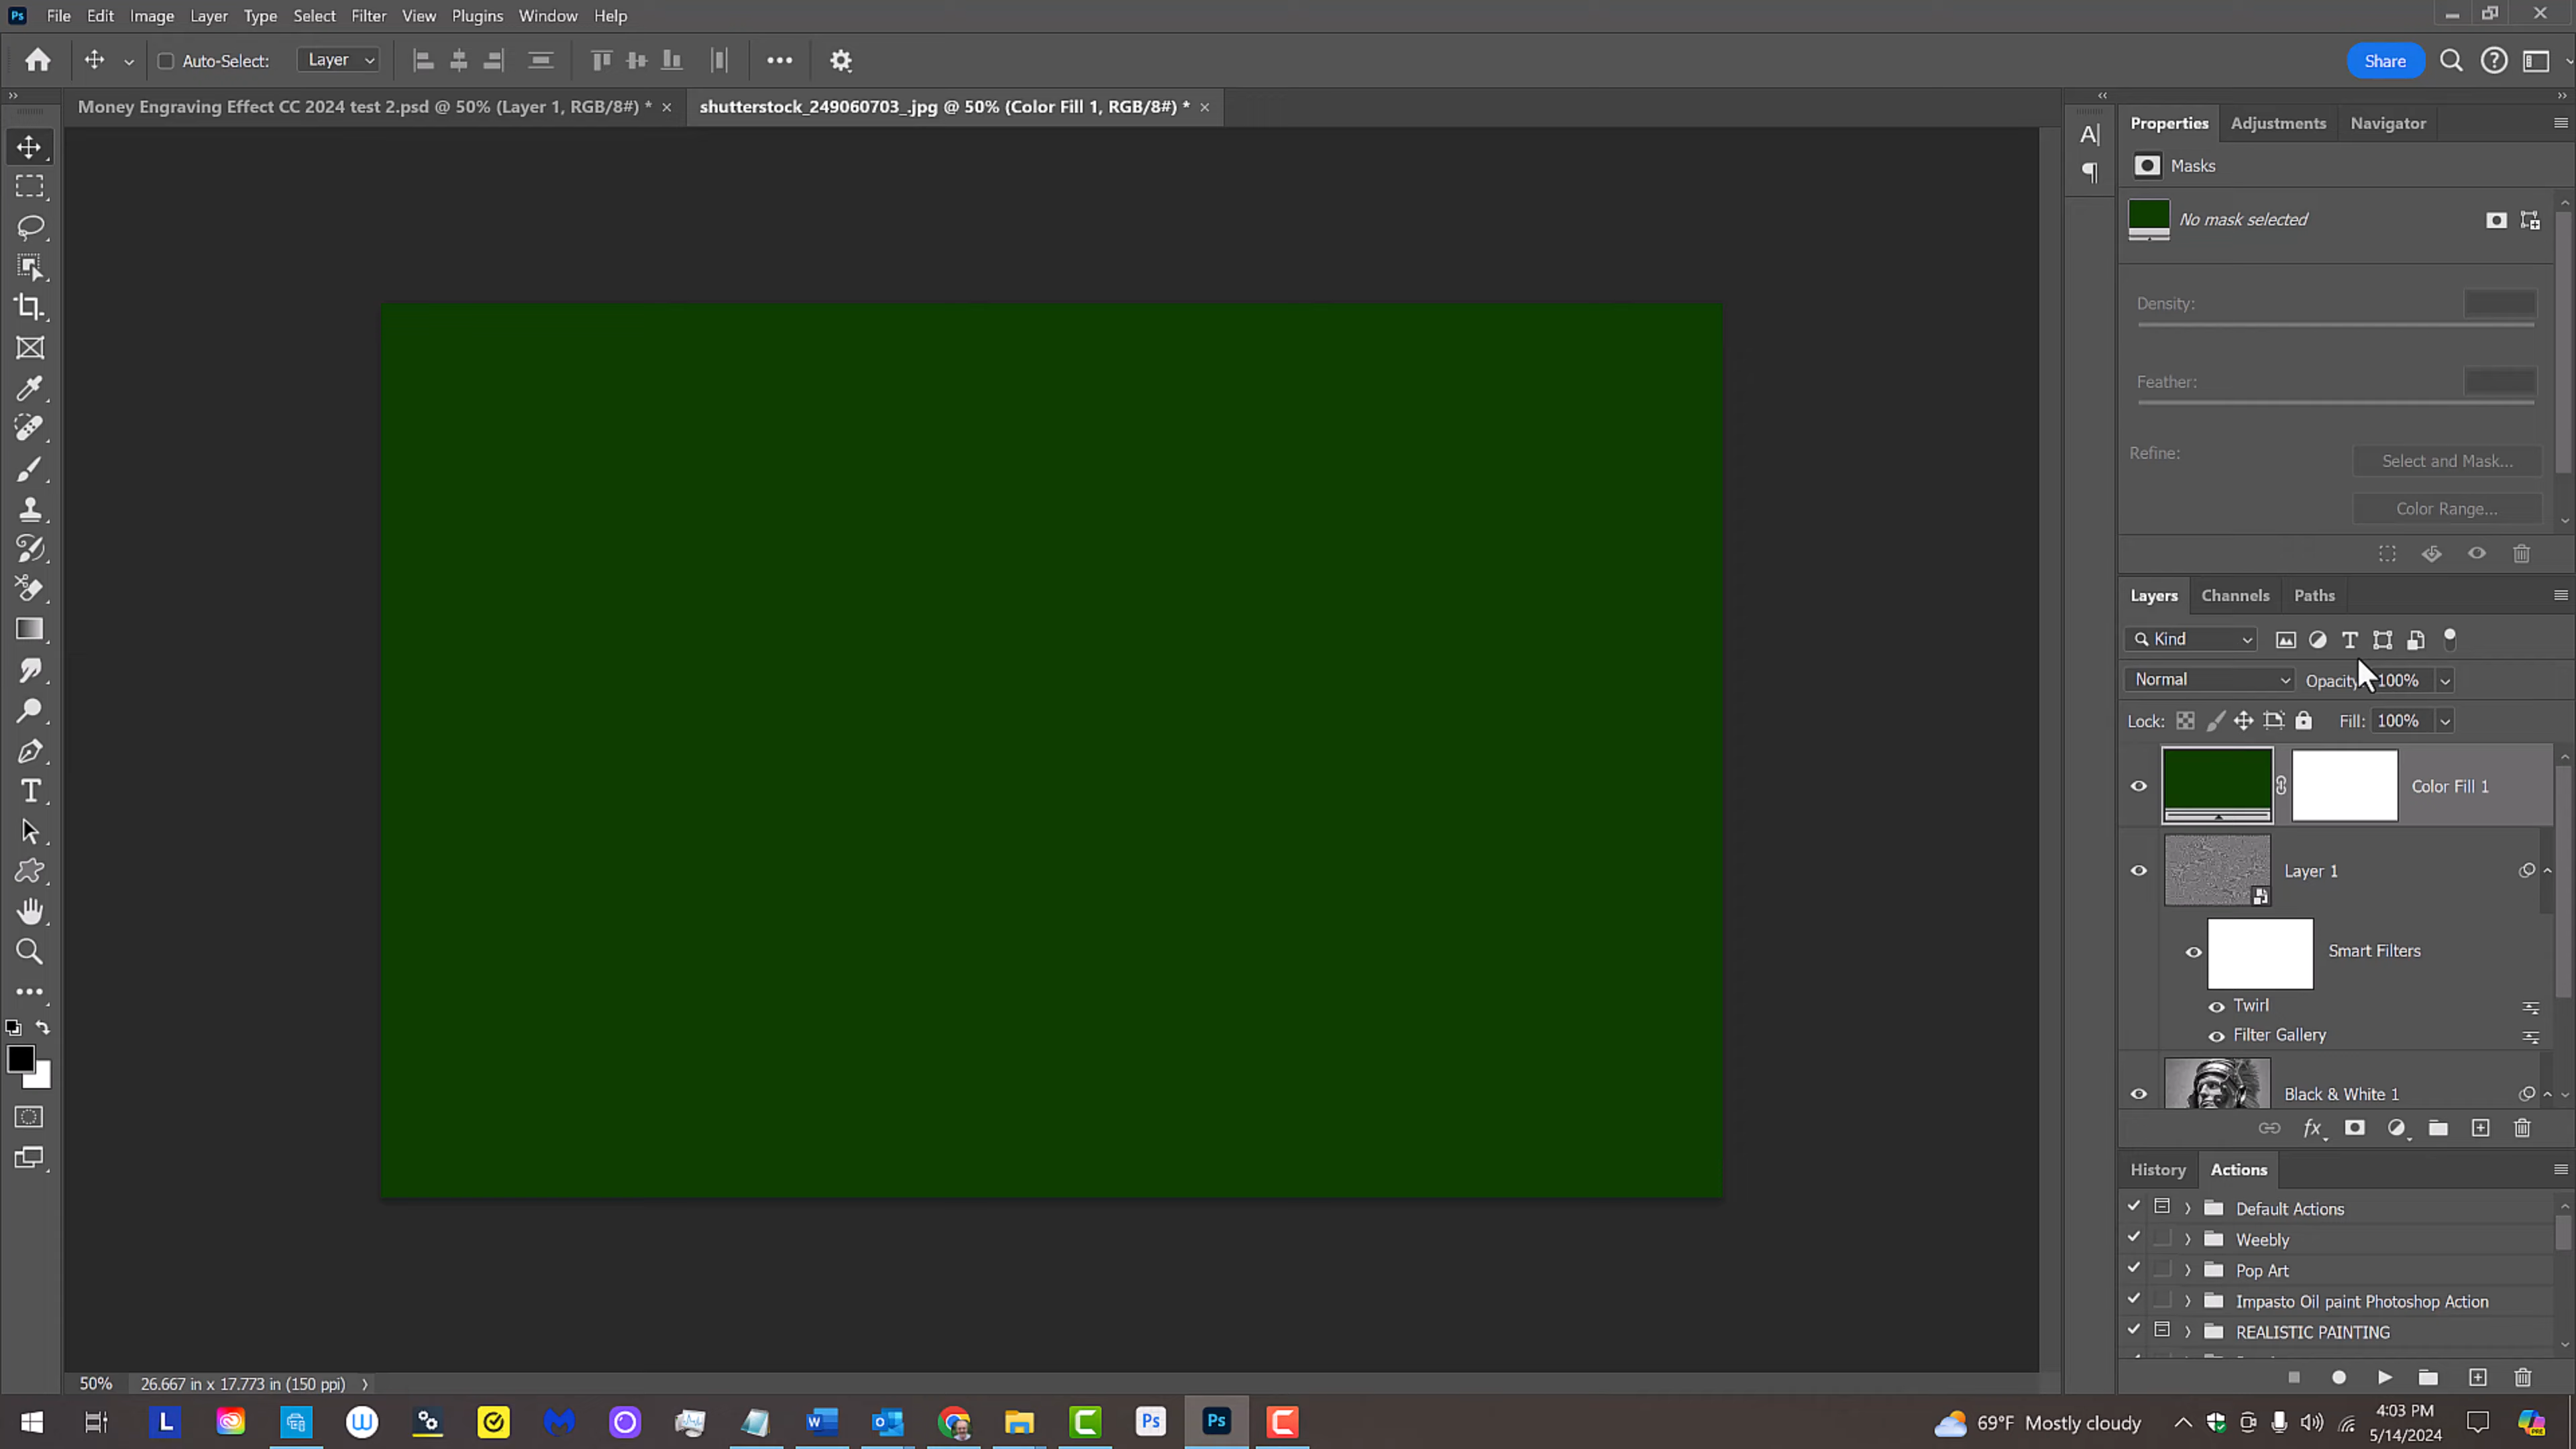 Ps File Edit Image Layer Type Select Filter View Plugins Window Help
Auto-Select: Layer Share
Money Engraving Effect CC 2024 test 2.psd @ 50% (Layer 1, RGB/8#) * × shutterstock_249060703_.jpg @ 50% (Color Fill 1, RGB/8#) * ×
Properties Adjustments Navigator
Masks
No mask selected
Density:
Feather:
Refine: Select and Mask...
Color Range...
Layers Channels Paths
Kind
Normal Opacity 100%
Lock: Fill: 100%
Color Fill 1
Layer 1
Smart Filters
Twirl
Filter Gallery
Black & White 1
fx
History Actions
Default Actions
Weebly
Pop Art
Impasto Oil paint Photoshop Action
REALISTIC PAINTING
50% 26.667 in x 17.773 in (150 ppi)
69°F Mostly cloudy
4:03 PM
5/14/2024